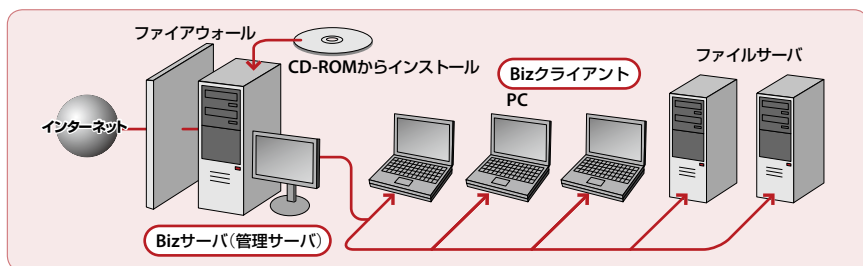 ファイアウォール
CD-ROMからインストール
ファイルサーバ
Bizクライアント
PC
インターネット
Bizサーバ(管理サーバ)